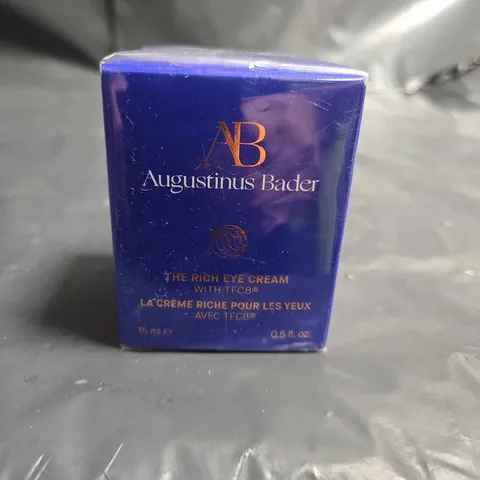 AB
Augustinus Bader
THE RICH EYE CREAM
WITH TFC8®
LA CRÈME RICHE POUR LES YEUX
AVEC TFC8®
15 ml ℮ 0.5 fl. oz.